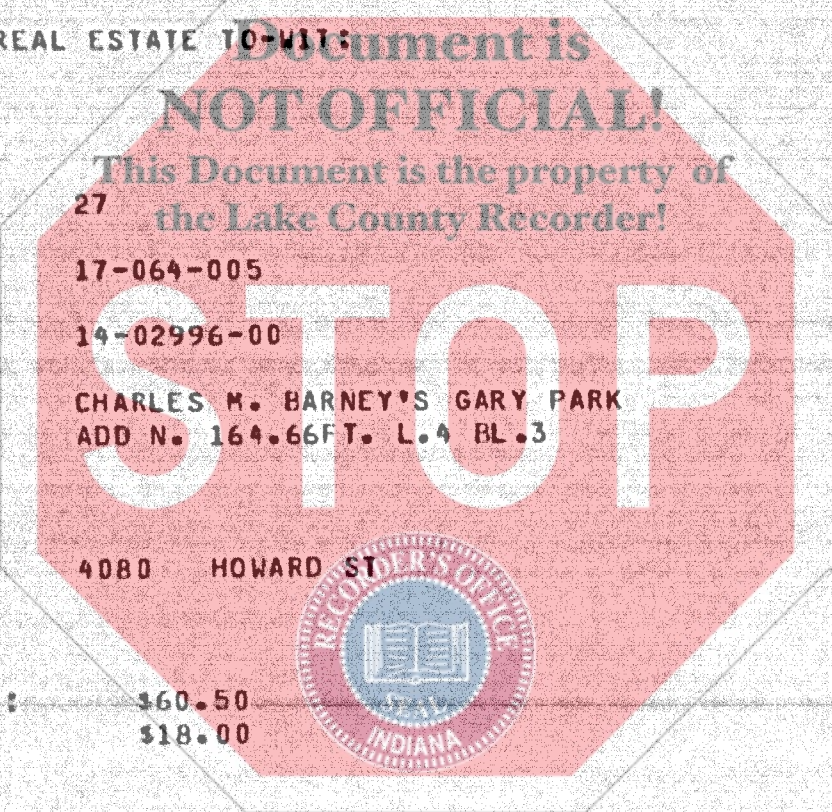 REAL ESTATE TO-WIT:
Document is
NOT OFFICIAL!
This Document is the property of
27
the Lake County Recorder!
17-064-005
14-02996-00
STOP
CHARLES M. BARNEY'S GARY PARK
ADD N. 164.66FT. L.4 BL.3
4080 HOWARD ST
RECORDER'S OFFICE
SEAL
INDIANA
: $60.50
$18.00